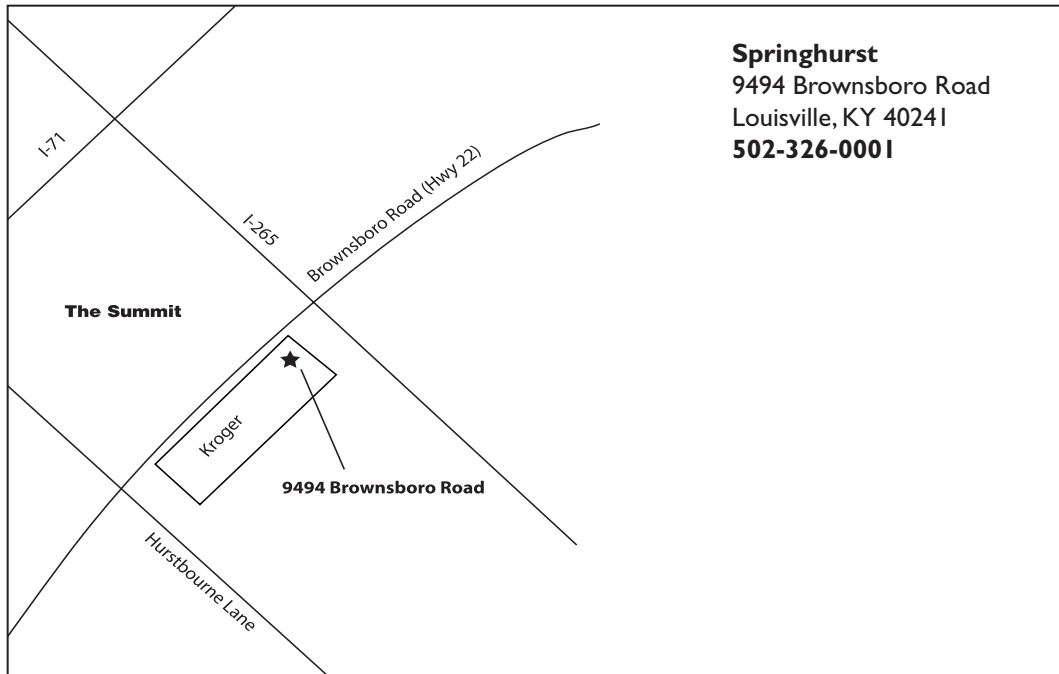 Springhurst
9494 Brownsboro Road
Louisville, KY 40241
502-326-0001
I-71
I-265
Brownsboro Road (Hwy 22)
The Summit
Kroger
9494 Brownsboro Road
Hurstbourne Lane